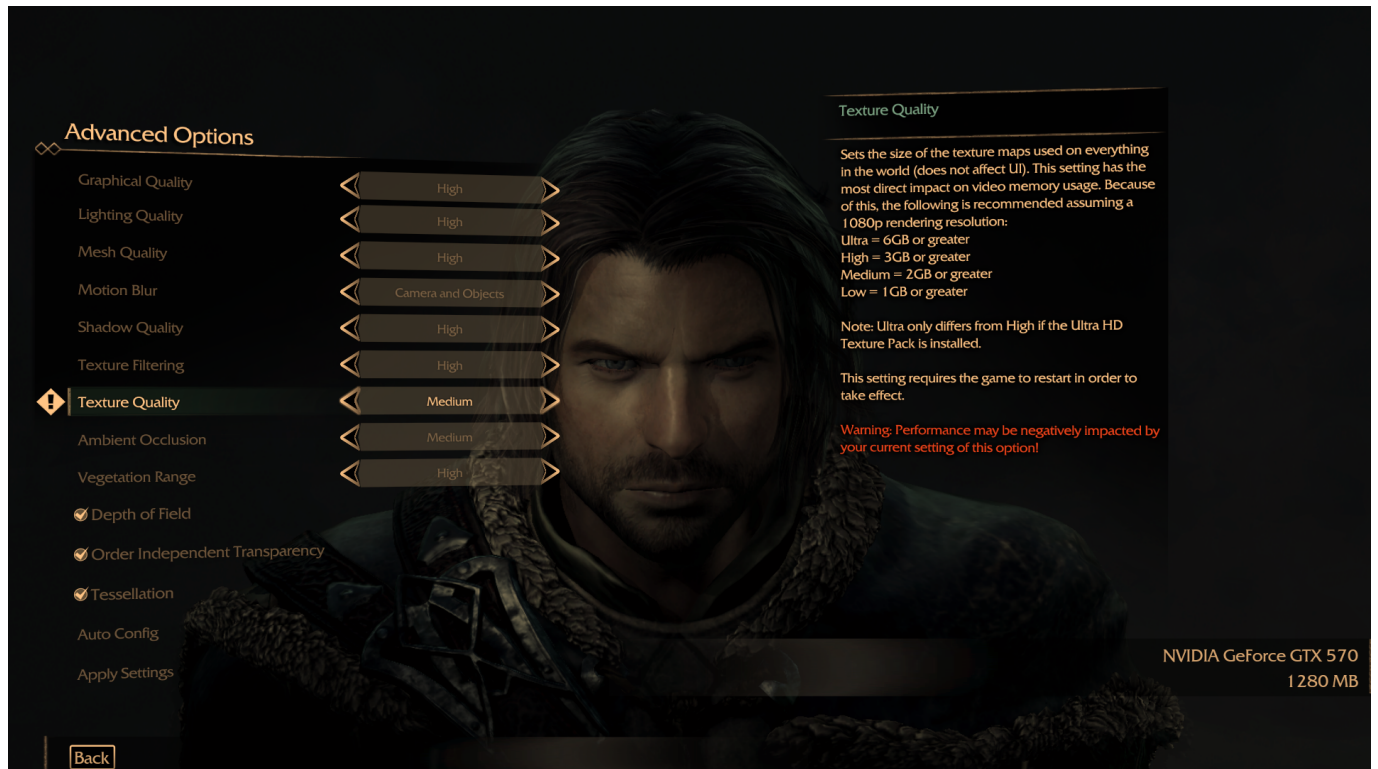 Advanced Options
Graphical Quality High
Lighting Quality High
Mesh Quality High
Motion Blur Camera and Objects
Shadow Quality High
Texture Filtering High
Texture Quality Medium
Ambient Occlusion Medium
Vegetation Range High
Depth of Field
Order Independent Transparency
Tessellation
Auto Config
Apply Settings
Back
Texture Quality
Sets the size of the texture maps used on everything
in the world (does not affect UI). This setting has the
most direct impact on video memory usage. Because
of this, the following is recommended assuming a
1080p rendering resolution:
Ultra = 6GB or greater
High = 3GB or greater
Medium = 2GB or greater
Low = 1GB or greater
Note: Ultra only differs from High if the Ultra HD
Texture Pack is installed.
This setting requires the game to restart in order to
take effect.
Warning: Performance may be negatively impacted by
your current setting of this option!
NVIDIA GeForce GTX 570
1280 MB